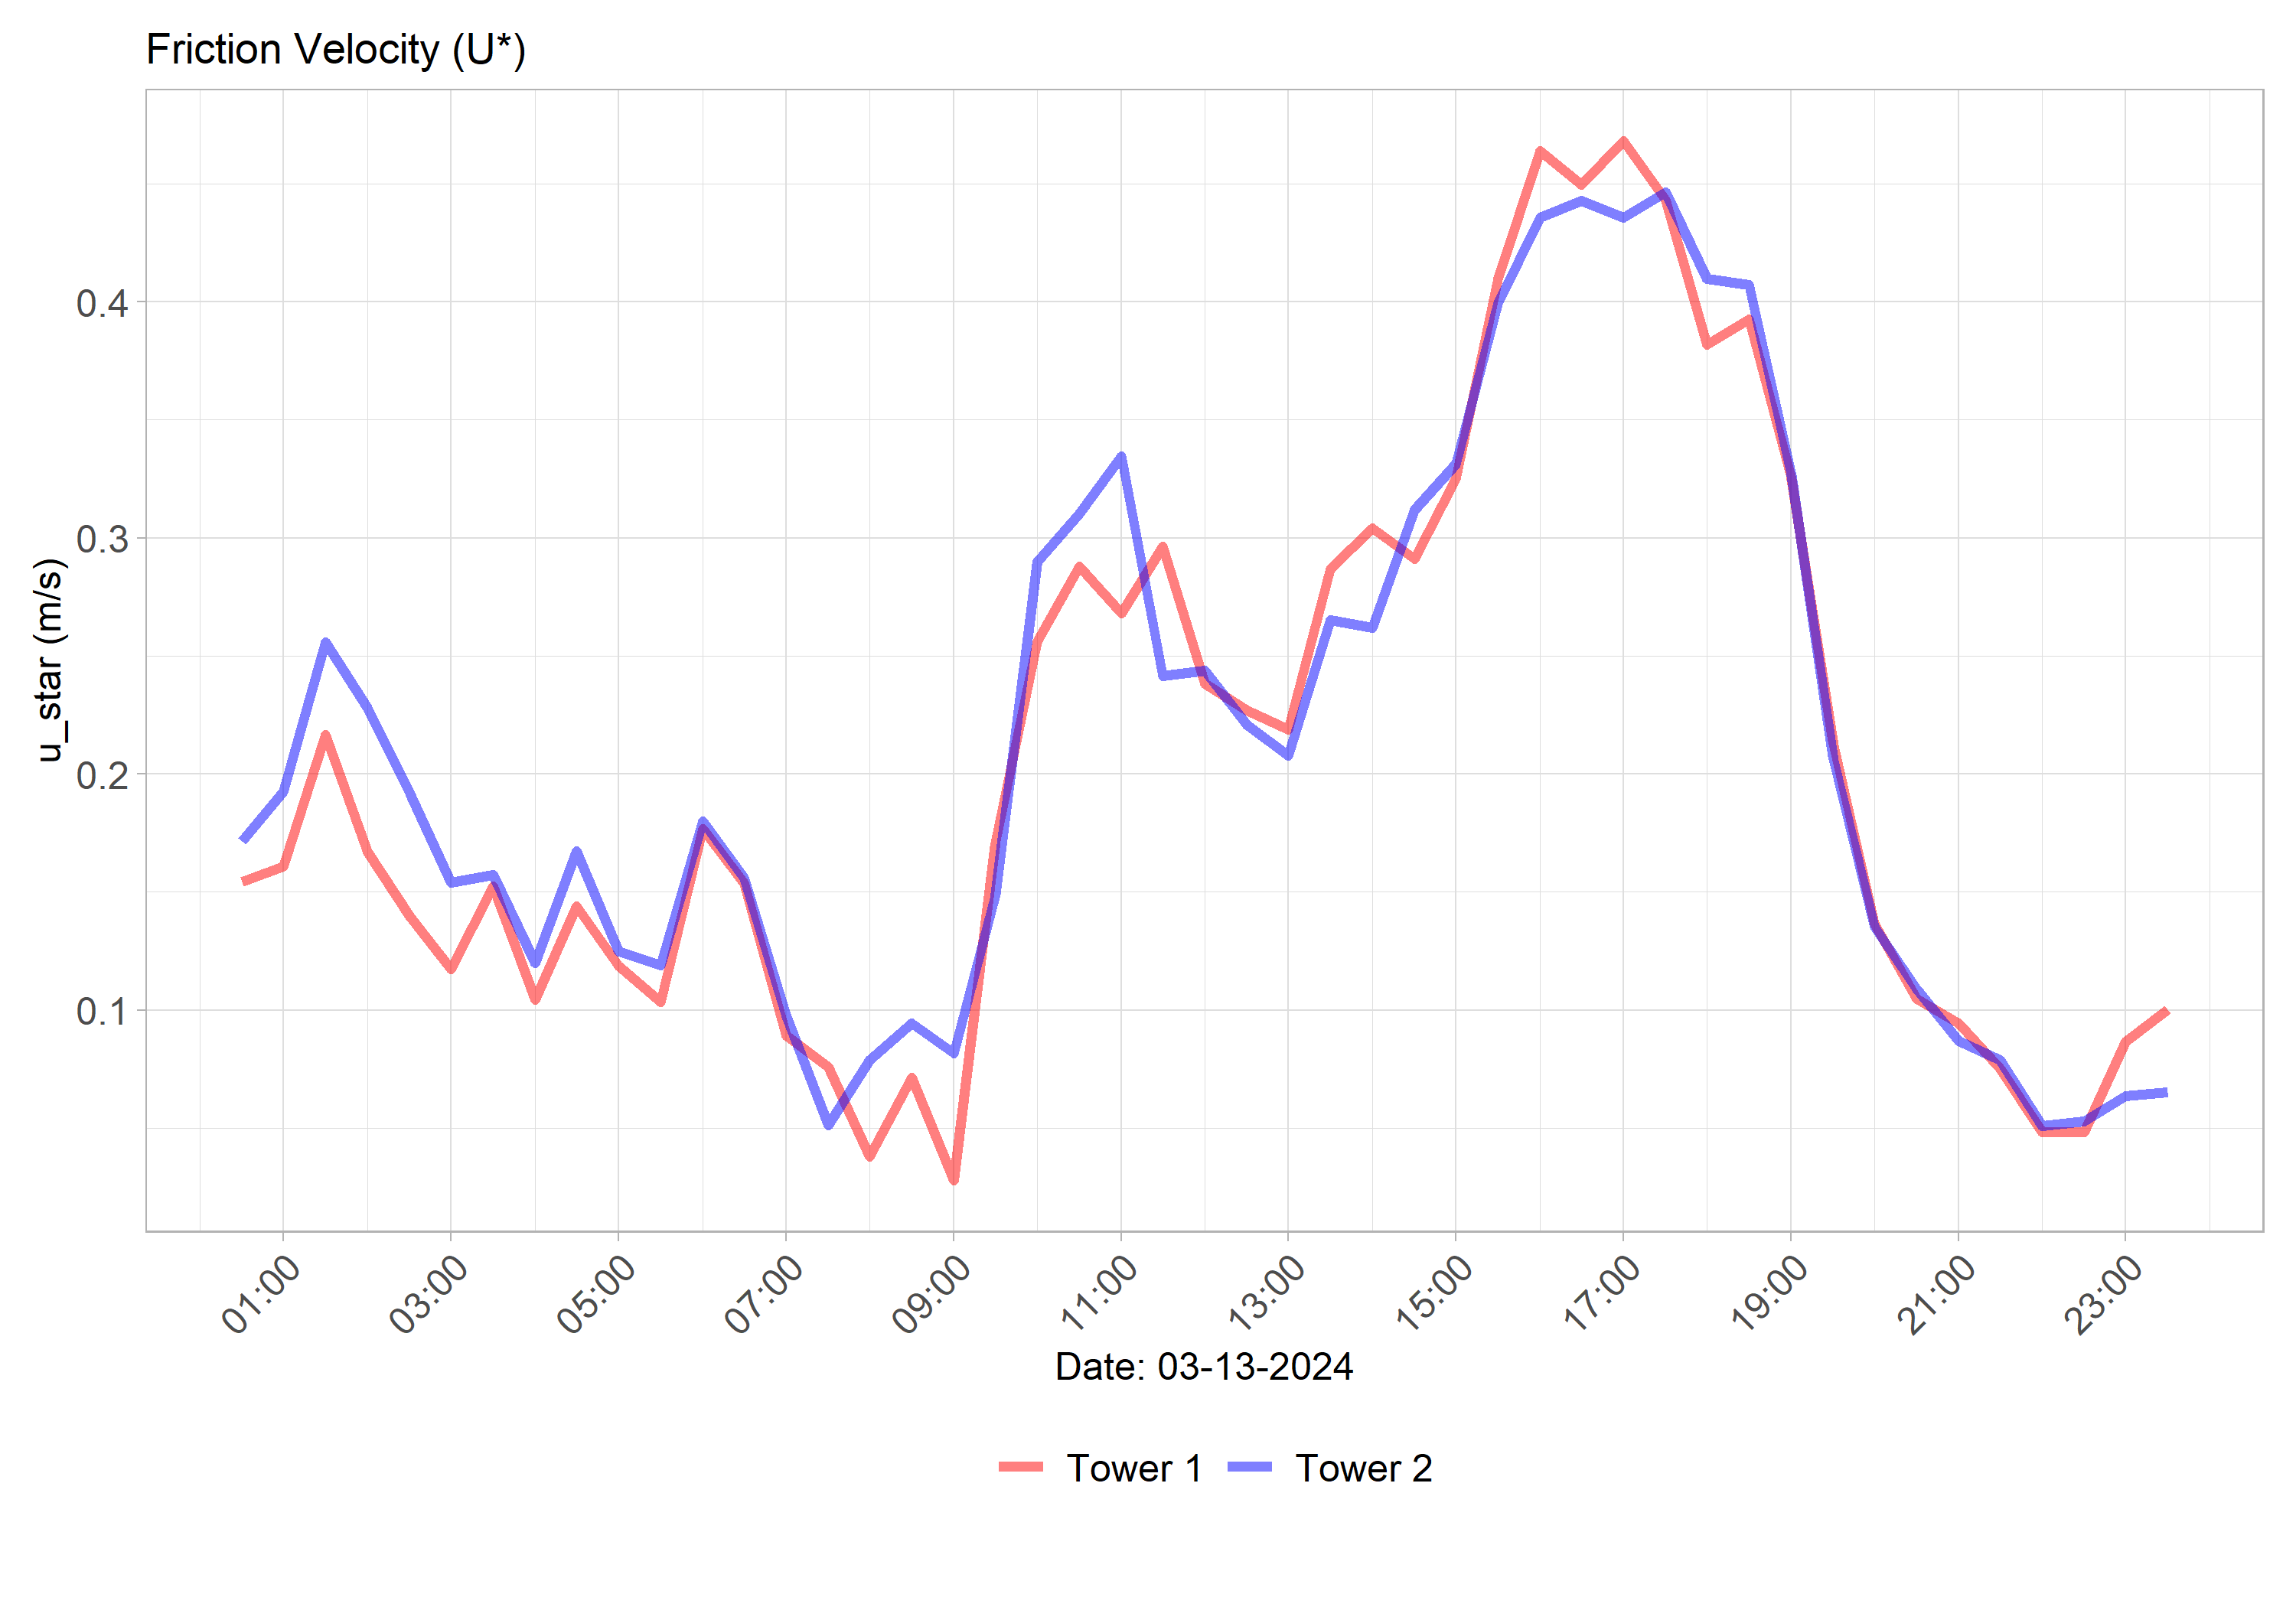 Friction Velocity (U*)
u_star (m/s)
0.4
0.3
0.2
0.1
01:00 03:00 05:00 07:00 09:00 11:00 13:00 15:00 17:00 19:00 21:00 23:00
Date: 03-13-2024
Tower 1 Tower 2